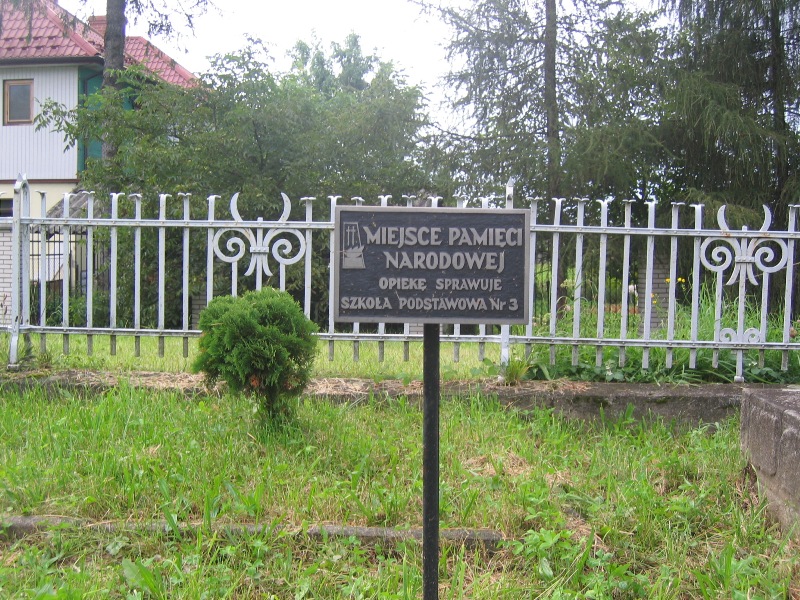 MIEJSCE PAMIĘCI
NARODOWEJ
OPIEKĘ SPRAWUJE
SZKOŁA PODSTAWOWA Nr 3